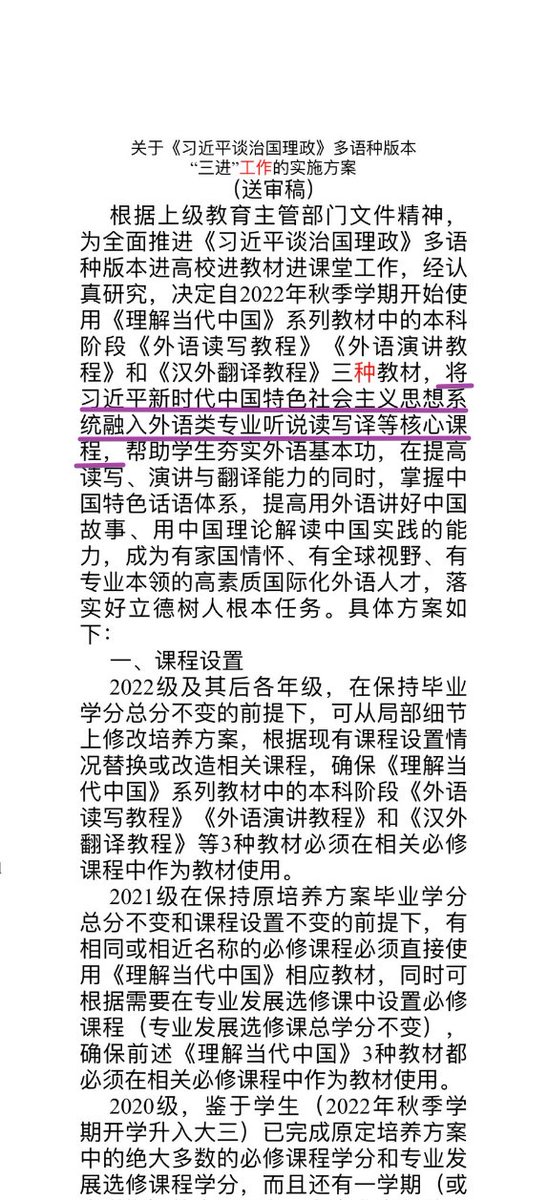 关于《习近平谈治国理政》多语种版本
“三进”工作的实施方案
（送审稿）
根据上级教育主管部门文件精神，
为全面推进《习近平谈治国理政》多语
种版本进高校进教材进课堂工作，经认
真研究，决定自2022年秋季学期开始使
用《理解当代中国》系列教材中的本科
阶段《外语读写教程》《外语演讲教
程》和《汉外翻译教程》三种教材，将
习近平新时代中国特色社会主义思想系
统融入外语类专业听说读写译等核心课
程，帮助学生夯实外语基本功，在提高
读写、演讲与翻译能力的同时，掌握中
国特色话语体系，提高用外语讲好中国
故事、用中国理论解读中国实践的能
力，成为有家国情怀、有全球视野、有
专业本领的高素质国际化外语人才，落
实好立德树人根本任务。具体方案如
下：
一、课程设置
2022级及其后各年级，在保持毕业
学分总分不变的前提下，可从局部细节
上修改培养方案，根据现有课程设置情
况替换或改造相关课程，确保《理解当
代中国》系列教材中的本科阶段《外语
读写教程》《外语演讲教程》和《汉外
翻译教程》等3种教材必须在相关必修
课程中作为教材使用。
2021级在保持原培养方案毕业学分
总分不变和课程设置不变的前提下，有
相同或相近名称的必修课程必须直接使
用《理解当代中国》相应教材，同时可
根据需要在专业发展选修课中设置必修
课程（专业发展选修课总学分不变），
确保前述《理解当代中国》3种教材都
必须在相关必修课程中作为教材使用。
2020级，鉴于学生（2022年秋季学
期开学升入大三）已完成原定培养方案
中的绝大多数的必修课程学分和专业发
展选修课程学分，而且还有一学期（或